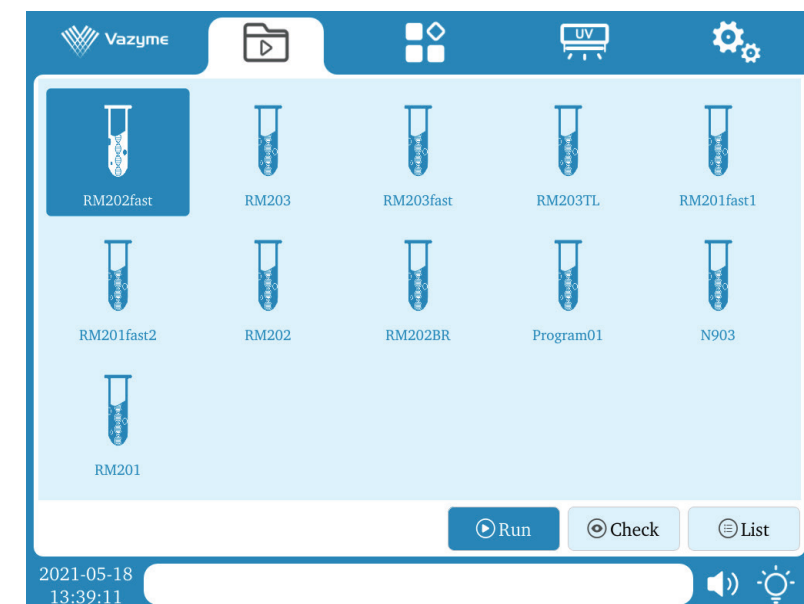 Vazyme
UV
RM202fast RM203 RM203fast RM203TL RM201fast1
RM201fast2 RM202 RM202BR Program01 N903
RM201
Run Check List
2021-05-18
13:39:11